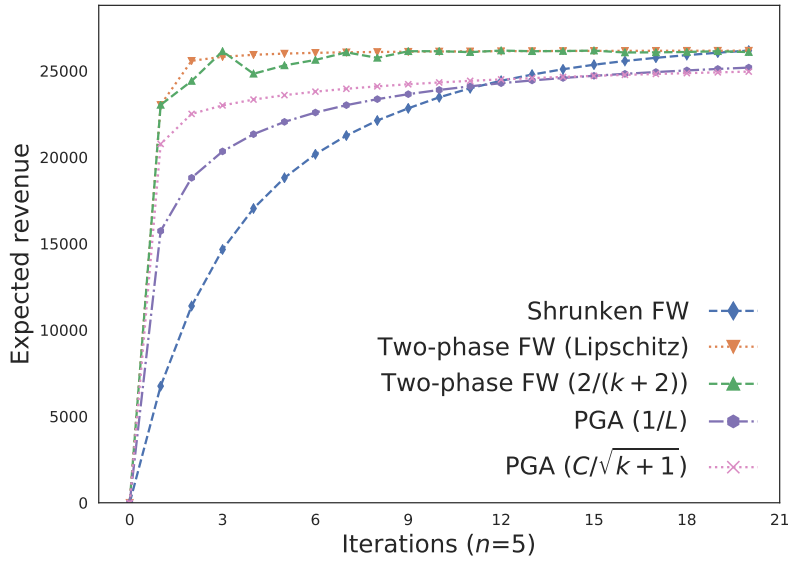 Expected revenue
25000
20000
15000
10000
5000
0
Shrunken FW
Two-phase FW (Lipschitz)
Two-phase FW (2/(k + 2))
PGA (1/L)
PGA (C/√k + 1)
0 3 6 9 12 15 18 21
Iterations (n=5)